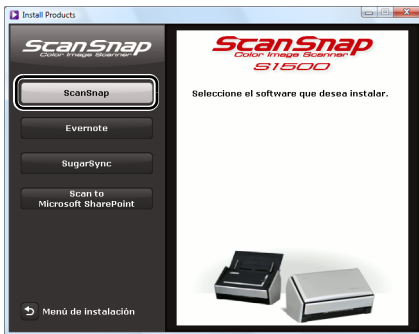 Install Products
ScanSnap
Color Image Scanner
ScanSnap
Evernote
SugarSync
Scan to
Microsoft SharePoint
Menú de instalación
ScanSnap
Color Image Scanner
S1500
Seleccione el software que desea instalar.